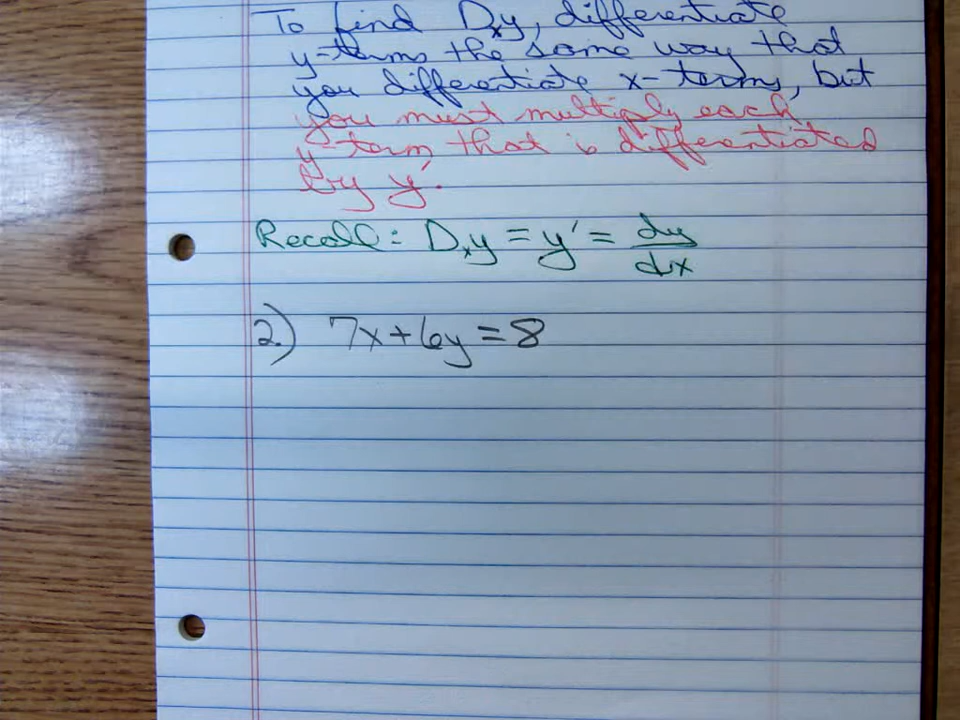 To find Dₓy, differentiate
y-terms the same way that
you differentiate x-terms, but
you must multiply each
y-term that is differentiated
by y'.
Recall: Dₓy = y' = dy/dx
2.) 7x+6y=8